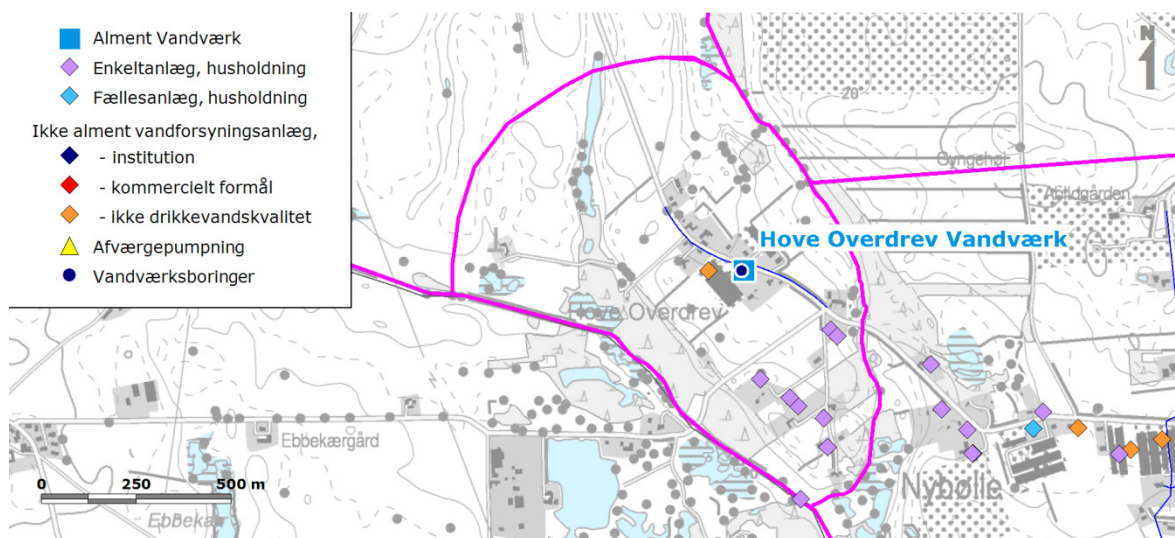 Alment Vandværk
Enkeltanlæg, husholdning
Fællesanlæg, husholdning
Ikke alment vandforsyningsanlæg,
- institution
- kommercielt formål
- ikke drikkevandskvalitet
Afværgepumpning
Vandværksboringer
N
20
Gyngehøj
Abildgården
Hove Overdrev Vandværk
Hove Overdrev
Ebbekærgård
0 250 500 m
Nybølle
Ebbekær